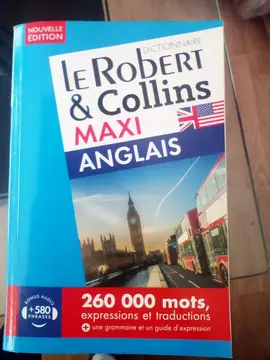 NOUVELLE
ÉDITION
DICTIONNAIRE
le Robert
& Collins
MAXI
ANGLAIS
BONUS AUDIO
+580
PHRASES
260 000 mots,
expressions et traductions
+ une grammaire et un guide d'expression